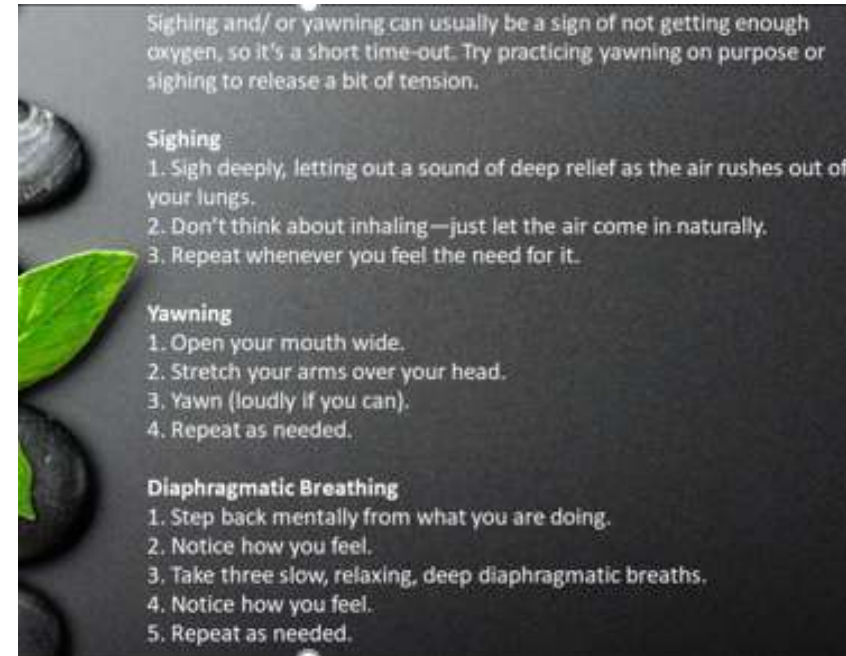 Sighing and/ or yawning can usually be a sign of not getting enough
oxygen, so it's a short time-out. Try practicing yawning on purpose or
sighing to release a bit of tension.
Sighing
1. Sigh deeply, letting out a sound of deep relief as the air rushes out of
your lungs.
2. Don't think about inhaling—just let the air come in naturally.
3. Repeat whenever you feel the need for it.
Yawning
1. Open your mouth wide.
2. Stretch your arms over your head.
3. Yawn (loudly if you can).
4. Repeat as needed.
Diaphragmatic Breathing
1. Step back mentally from what you are doing.
2. Notice how you feel.
3. Take three slow, relaxing, deep diaphragmatic breaths.
4. Notice how you feel.
5. Repeat as needed.